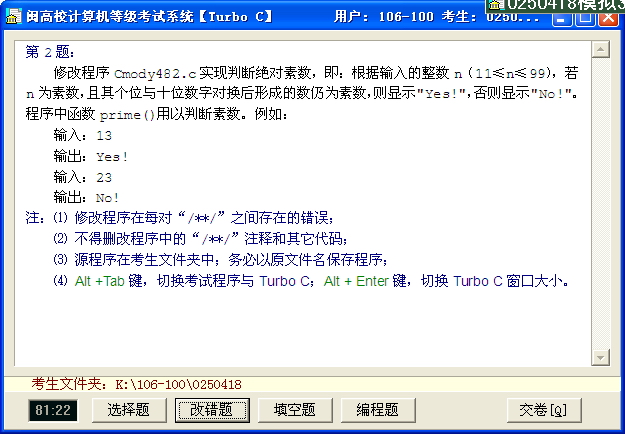 0250418模拟3
闽高校计算机等级考试系统【Turbo C】 用户: 106-100 考生: 0250...
第 2 题:
修改程序 Cmody482.c 实现判断绝对素数，即：根据输入的整数 n (11≤n≤99)，若
n 为素数，且其个位与十位数字对换后形成的数仍为素数，则显示"Yes!"，否则显示"No!"。
程序中函数 prime()用以判断素数。例如：
输入：13
输出：Yes!
输入：23
输出：No!
注：⑴ 修改程序在每对“/**/”之间存在的错误；
⑵ 不得删改程序中的“/**/”注释和其它代码；
⑶ 源程序在考生文件夹中；务必以原文件名保存程序；
⑷ Alt +Tab 键，切换考试程序与 Turbo C；Alt + Enter 键，切换 Turbo C 窗口大小。
考生文件夹：K:\106-100\0250418
81:22 选择题 改错题 填空题 编程题 交卷[Q]